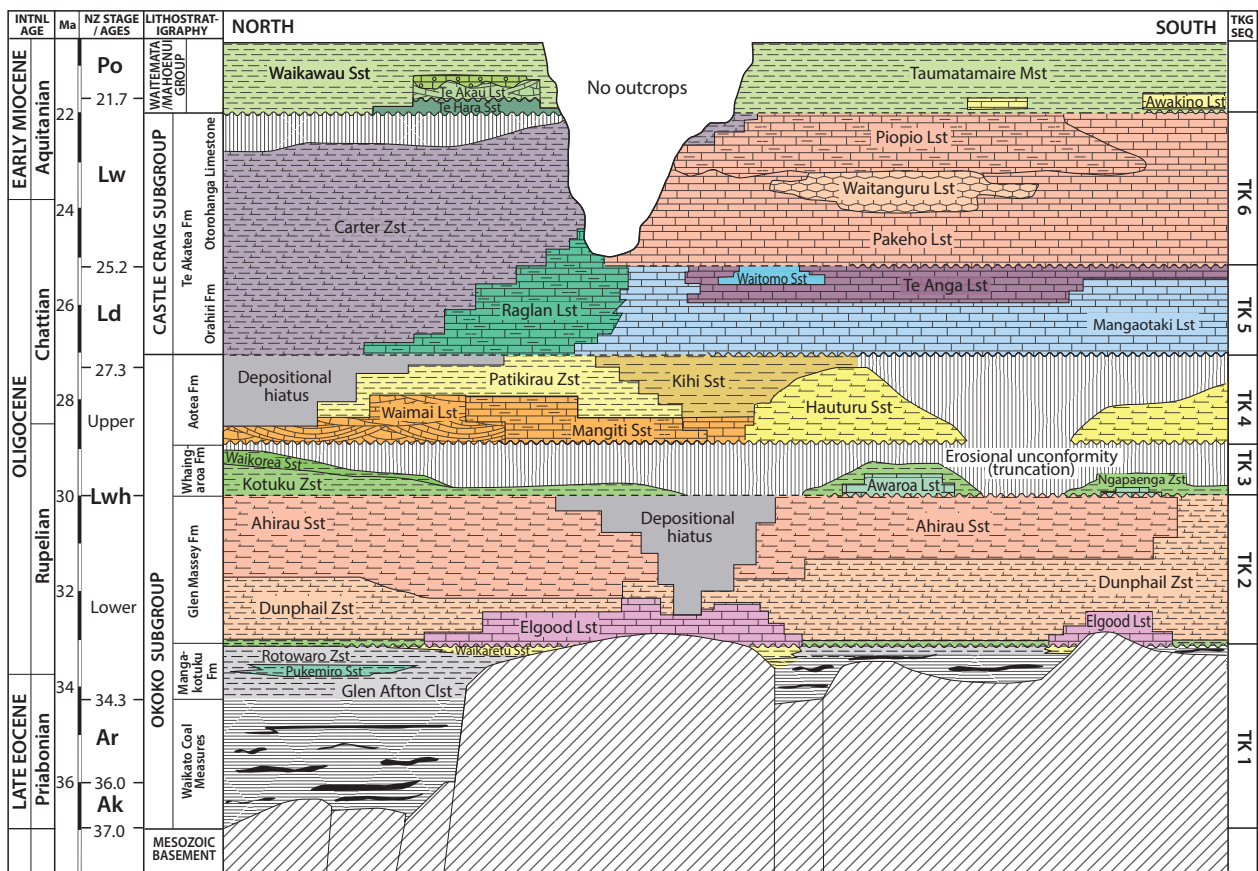 INTNL
AGE
Ma
NZ STAGE
/ AGES
LITHOSTRAT-
IGRAPHY
NORTH
SOUTH
TKG
SEQ
EARLY MIOCENE
Aquitanian
OLIGOCENE
Chattian
Rupelian
LATE EOCENE
Priabonian
22
24
26
28
30
32
34
36
Po
21.7
Lw
25.2
Ld
27.3
Upper
Lwh
Lower
34.3
Ar
36.0
Ak
37.0
WAITEMATA
/MAHOENUI
GROUP
CASTLE CRAIG SUBGROUP
Te Akatea Fm
Otorohanga Limestone
Orahiri Fm
OKOKO SUBGROUP
Aotea Fm
Whaing-
aroa Fm
Glen Massey Fm
Manga-
kotuku
Fm
Waikato Coal
Measures
MESOZOIC
BASEMENT
Waikawau Sst
Te Akau Lst
Te Hara Sst
No outcrops
Taumatamaire Mst
Awakino Lst
Piopio Lst
Waitanguru Lst
Carter Zst
Pakeho Lst
Waitomo Sst
Te Anga Lst
Raglan Lst
Mangaotaki Lst
Depositional
hiatus
Patikirau Zst
Kihi Sst
Waimai Lst
Hauturu Sst
Mangiti Sst
Waikorea Sst
Kotuku Zst
Erosional unconformity
(truncation)
Awaroa Lst
Ngapaenga Zst
Ahirau Sst
Depositional
hiatus
Ahirau Sst
Dunphail Zst
Dunphail Zst
Elgood Lst
Elgood Lst
Rotowaro Zst
Waikaretu Sst
Pukemiro Sst
Glen Afton Clst
TK 6
TK 5
TK 4
TK 3
TK 2
TK 1